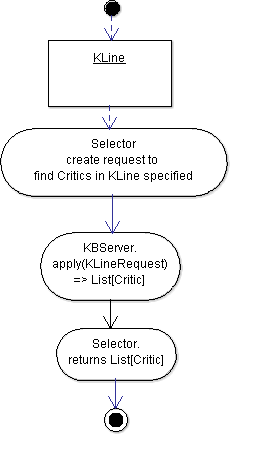 KLine
Selector
create request to
find Critics in KLine specified
KBServer.
apply(KLineRequest)
=> List[Critic]
Selector.
returns List[Critic]